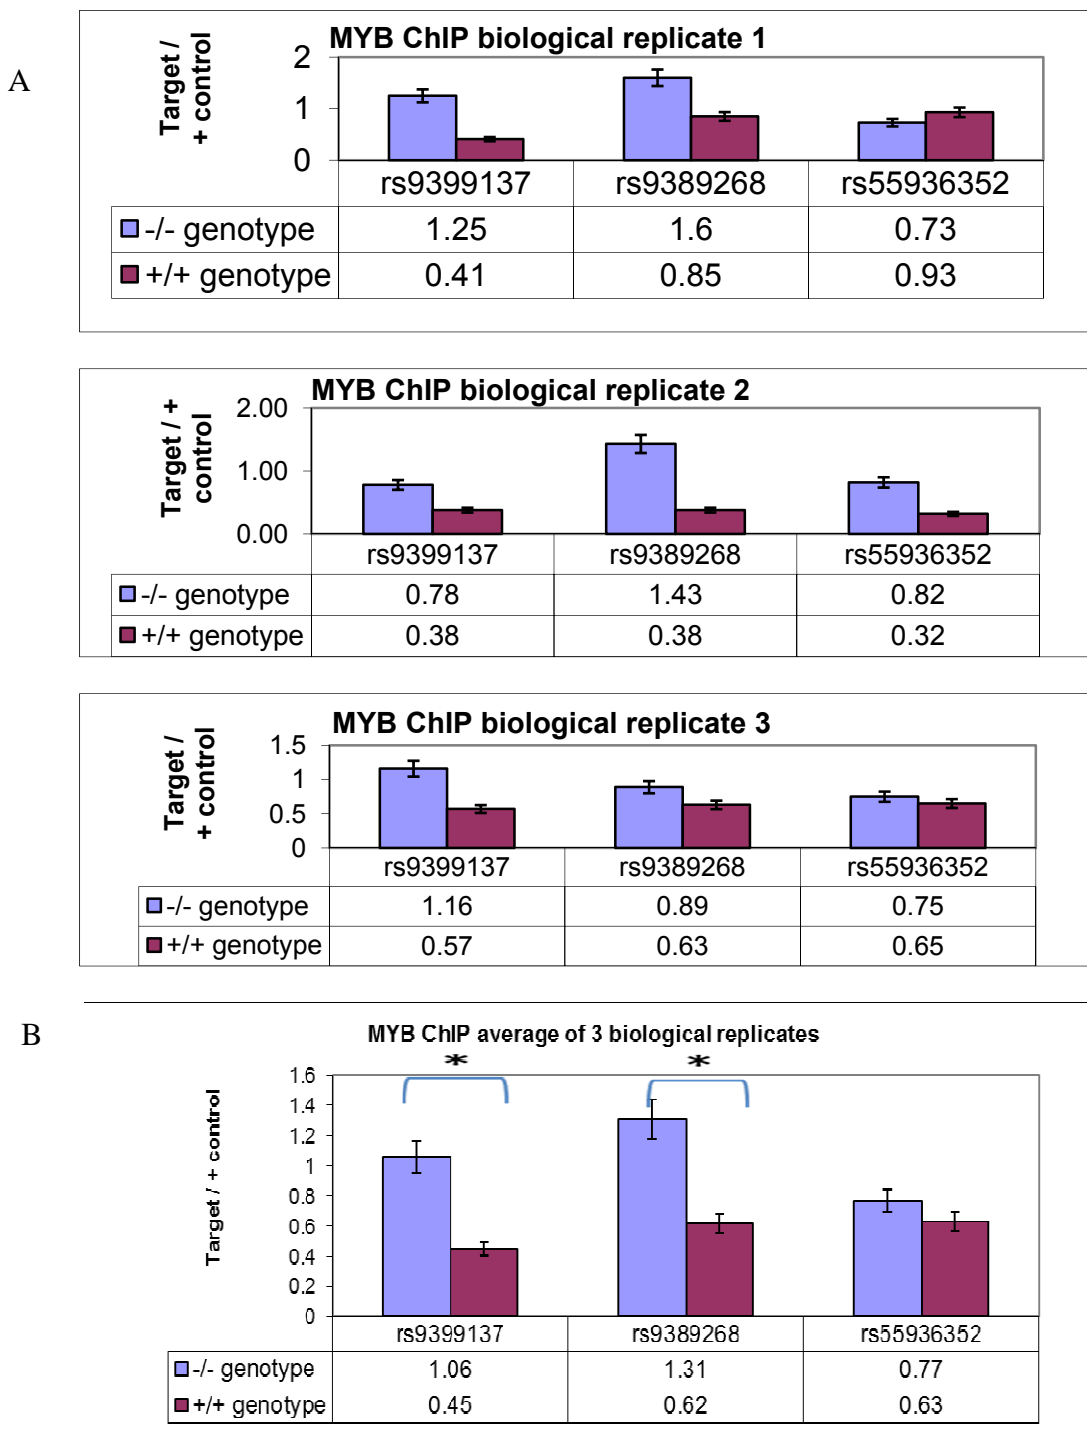 A
MYB ChIP biological replicate 1
Target /
+ control
2
1
0
rs9399137 rs9389268 rs55936352
-/- genotype 1.25 1.6 0.73
+/+ genotype 0.41 0.85 0.93
MYB ChIP biological replicate 2
Target / +
control
2.00
1.00
0.00
rs9399137 rs9389268 rs55936352
-/- genotype 0.78 1.43 0.82
+/+ genotype 0.38 0.38 0.32
MYB ChIP biological replicate 3
Target /
+ control
1.5
1
0.5
0
rs9399137 rs9389268 rs55936352
-/- genotype 1.16 0.89 0.75
+/+ genotype 0.57 0.63 0.65
B
MYB ChIP average of 3 biological replicates
* *
Target / + control
1.6
1.4
1.2
1
0.8
0.6
0.4
0.2
0
rs9399137 rs9389268 rs55936352
-/- genotype 1.06 1.31 0.77
+/+ genotype 0.45 0.62 0.63